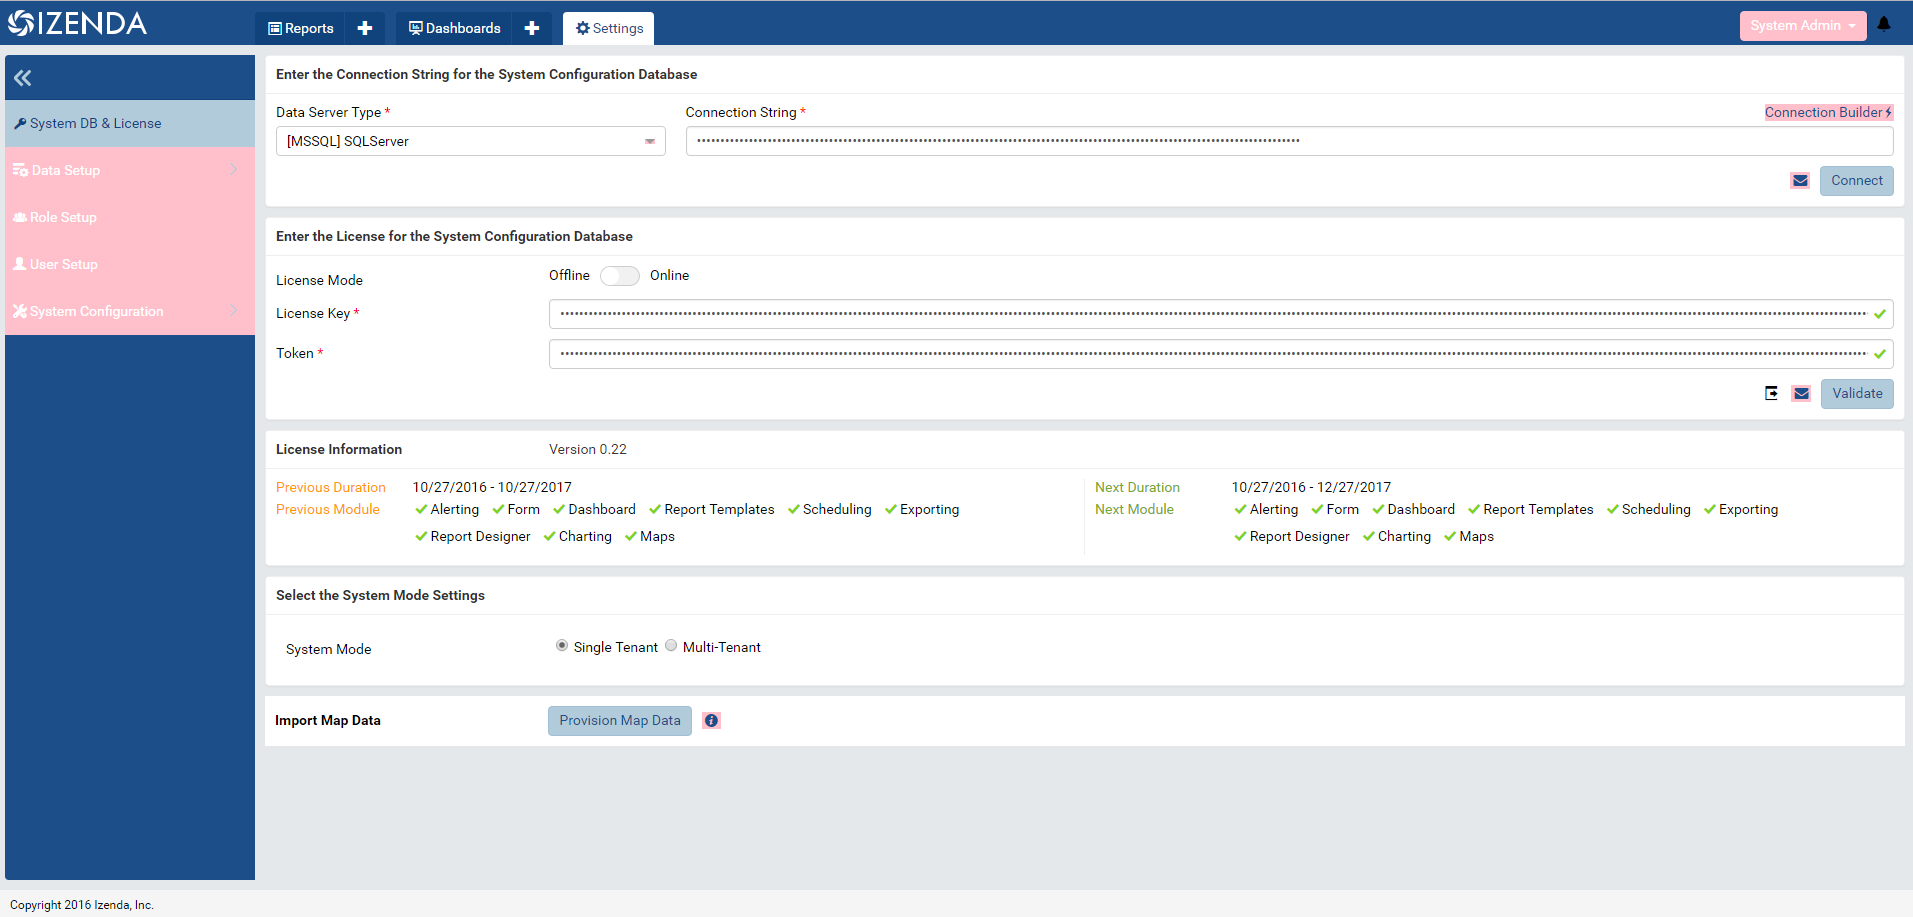 IZENDA
Reports
Dashboards
Settings
System Admin
System DB & License
Data Setup
Role Setup
User Setup
System Configuration
Enter the Connection String for the System Configuration Database
Data Server Type * Connection String * Connection Builder
[MSSQL] SQLServer
Connect
Enter the License for the System Configuration Database
License Mode Offline Online
License Key *
Token *
Validate
License Information Version 0.22
Previous Duration 10/27/2016 - 10/27/2017
Previous Module Alerting Form Dashboard Report Templates Scheduling Exporting
Report Designer Charting Maps
Next Duration 10/27/2016 - 12/27/2017
Next Module Alerting Form Dashboard Report Templates Scheduling Exporting
Report Designer Charting Maps
Select the System Mode Settings
System Mode Single Tenant Multi-Tenant
Import Map Data Provision Map Data
Copyright 2016 Izenda, Inc.